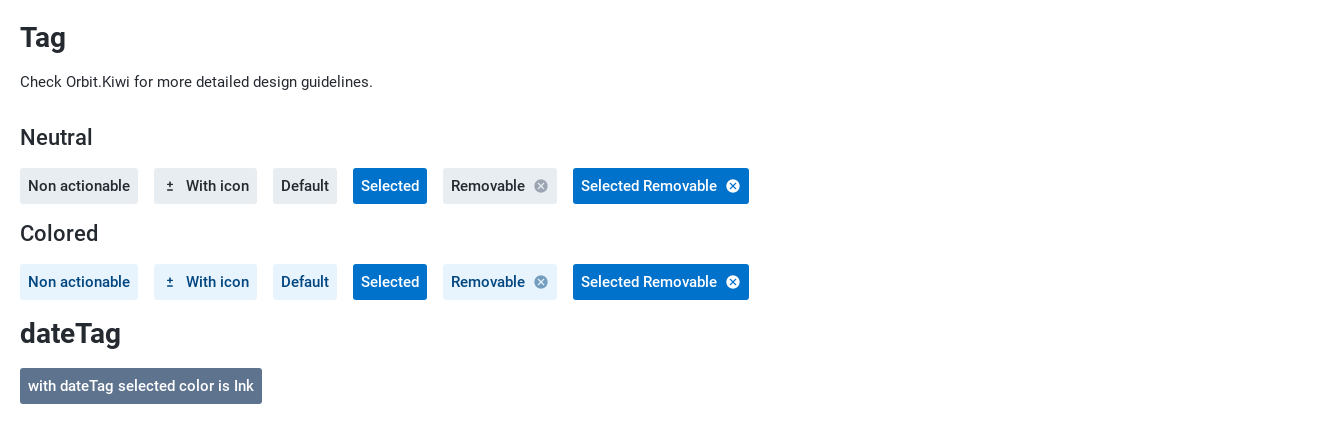 Tag
Check Orbit.Kiwi for more detailed design guidelines.
Neutral
Non actionable ± With icon Default Selected Removable Selected Removable
Colored
Non actionable ± With icon Default Selected Removable Selected Removable
dateTag
with dateTag selected color is Ink